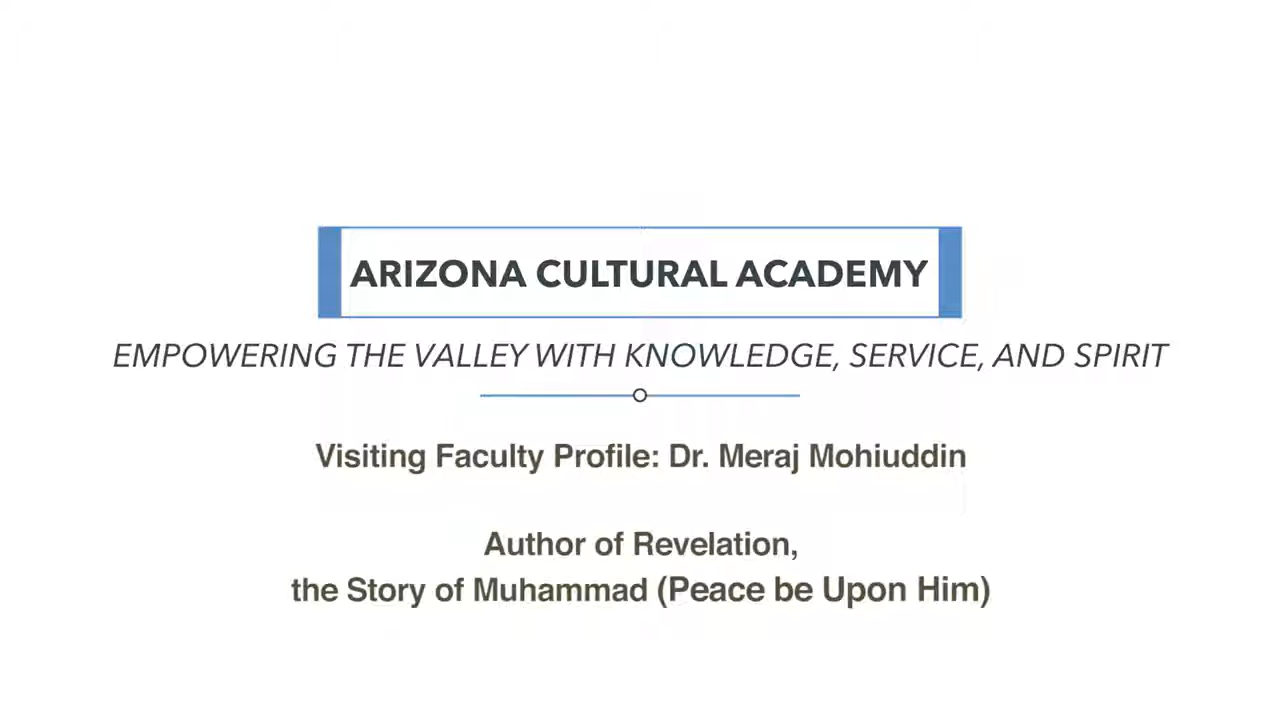 ARIZONA CULTURAL ACADEMY
EMPOWERING THE VALLEY WITH KNOWLEDGE, SERVICE, AND SPIRIT
Visiting Faculty Profile: Dr. Meraj Mohiuddin
Author of Revelation,
the Story of Muhammad (Peace be Upon Him)